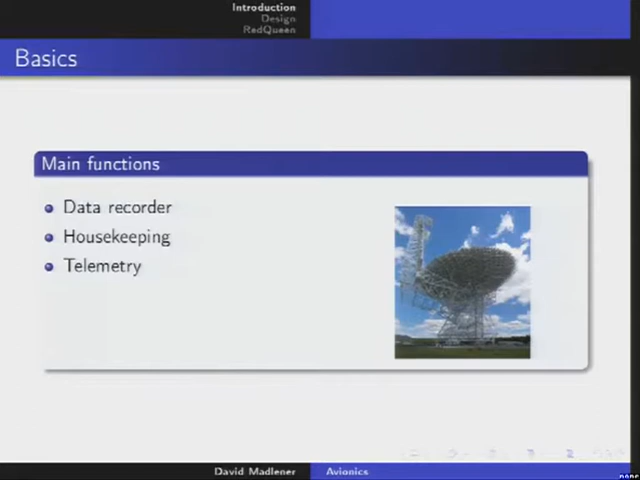 Introduction
Design
RedQueen
Basics
Main functions
Data recorder
Housekeeping
Telemetry
David Madlener
Avionics